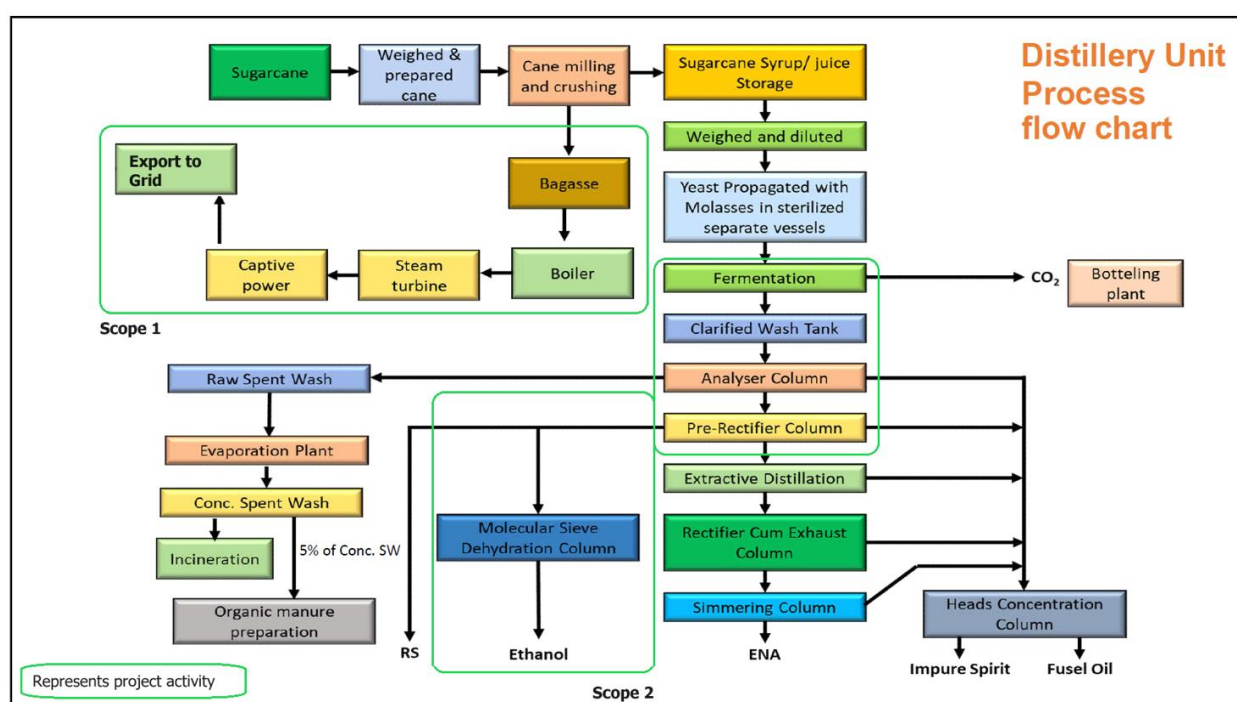 Distillery Unit
Process
flow chart
Sugarcane
Weighed &
prepared
cane
Cane milling
and crushing
Sugarcane Syrup/ juice
Storage
Weighed and diluted
Export to
Grid
Bagasse
Yeast Propagated with
Molasses in sterilized
separate vessels
Captive
power
Steam
turbine
Boiler
Fermentation
CO₂
Botteling
plant
Scope 1
Clarified Wash Tank
Raw Spent Wash
Analyser Column
Pre-Rectifier Column
Evaporation Plant
Extractive Distillation
Conc. Spent Wash
Molecular Sieve
Dehydration Column
Rectifier Cum Exhaust
Column
5% of Conc. SW
Incineration
Organic manure
preparation
Simmering Column
Heads Concentration
Column
RS
Ethanol
ENA
Impure Spirit
Fusel Oil
Represents project activity
Scope 2